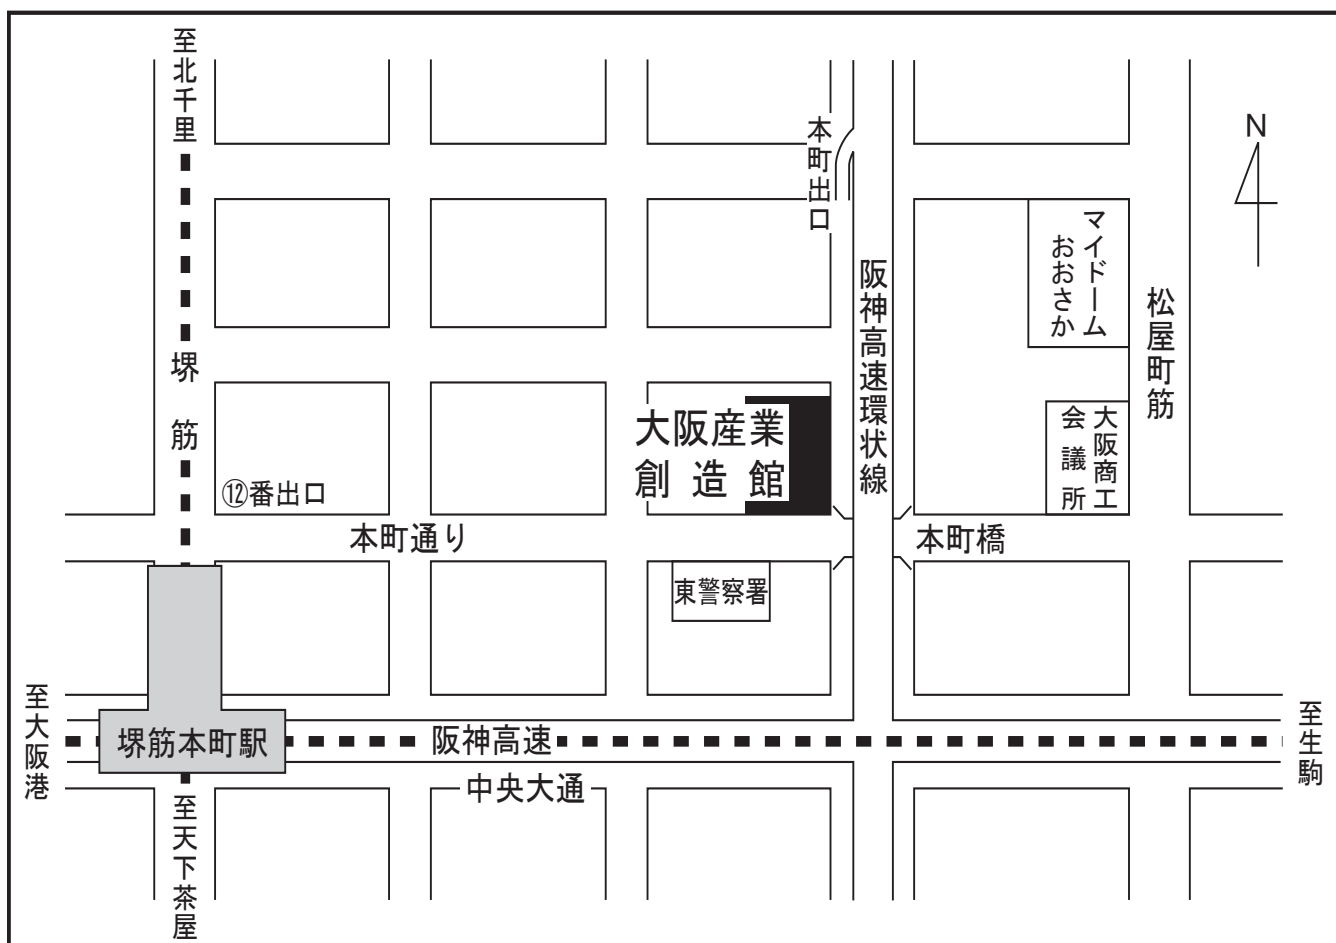 至北千里
堺筋
⑫番出口
本町通り
堺筋本町駅
至大阪港
至天下茶屋
阪神高速
中央大通
大阪産業
創造館
東警察署
本町出口
阪神高速環状線
本町橋
マイドーム
おおさか
大阪商工
会議所
松屋町筋
至生駒
N